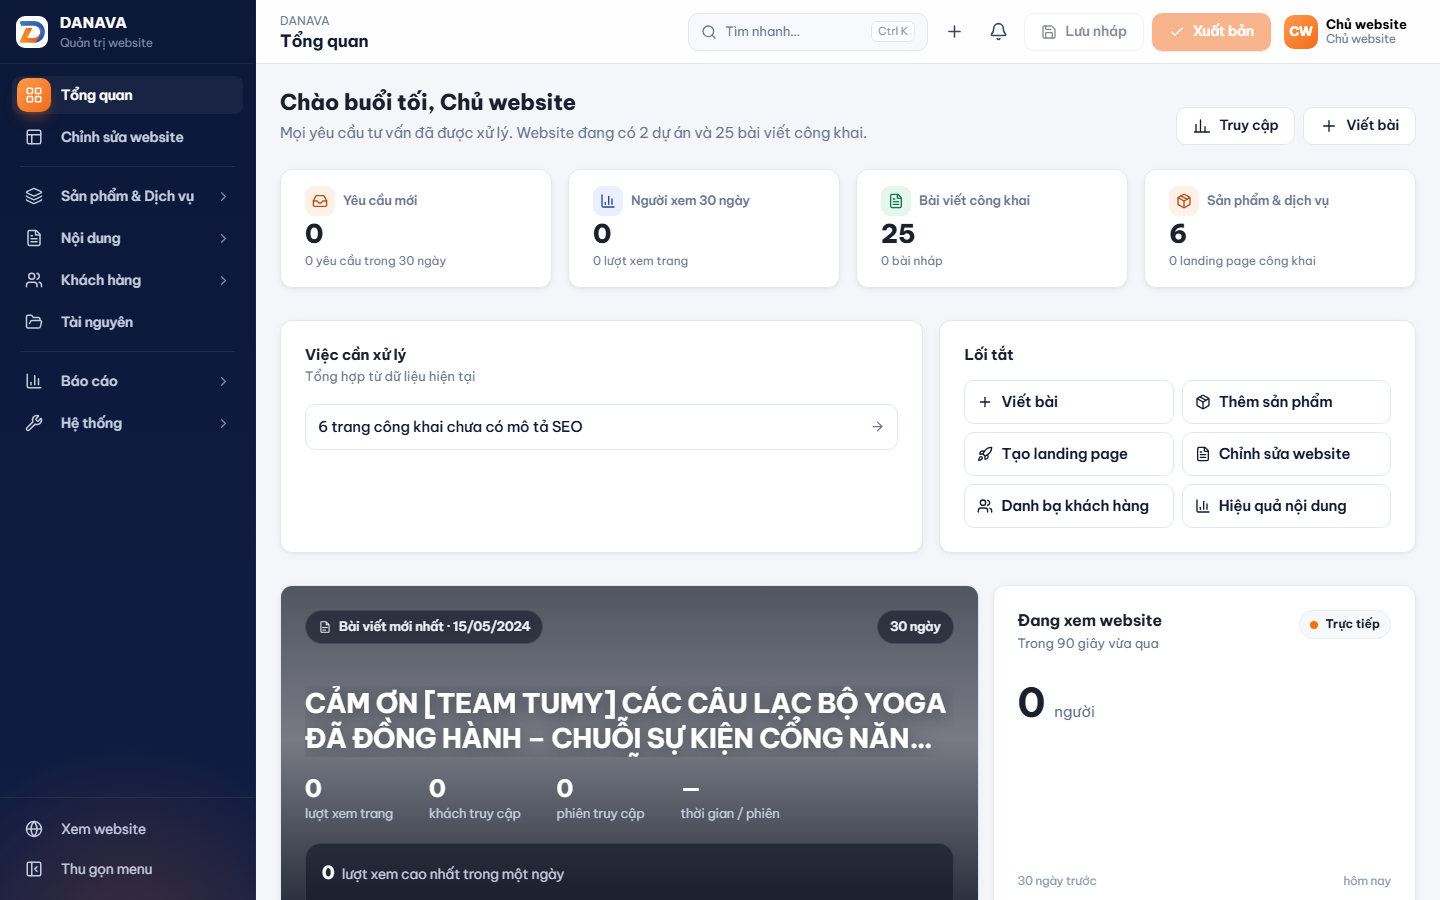 DANAVA
Quản trị website
Tổng quan
Chỉnh sửa website
Sản phẩm & Dịch vụ
Nội dung
Khách hàng
Tài nguyên
Báo cáo
Hệ thống
Xem website
Thu gọn menu
DANAVA
Tổng quan
Tìm nhanh...
Ctrl K
Lưu nháp
Xuất bản
CW
Chủ website
Chủ website
Chào buổi tối, Chủ website
Mọi yêu cầu tư vấn đã được xử lý. Website đang có 2 dự án và 25 bài viết công khai.
Truy cập
Viết bài
Yêu cầu mới
0
0 yêu cầu trong 30 ngày
Người xem 30 ngày
0
0 lượt xem trang
Bài viết công khai
25
0 bài nháp
Sản phẩm & dịch vụ
6
0 landing page công khai
Việc cần xử lý
Tổng hợp từ dữ liệu hiện tại
6 trang công khai chưa có mô tả SEO
Lối tắt
Viết bài
Thêm sản phẩm
Tạo landing page
Chỉnh sửa website
Danh bạ khách hàng
Hiệu quả nội dung
Bài viết mới nhất · 15/05/2024
30 ngày
CẢM ƠN [TEAM TUMY] CÁC CÂU LẠC BỘ YOGA
ĐÃ ĐỒNG HÀNH – CHUỖI SỰ KIỆN CỔNG NĂN...
0
lượt xem trang
0
khách truy cập
0
phiên truy cập
—
thời gian / phiên
0 lượt xem cao nhất trong một ngày
Đang xem website
Trong 90 giây vừa qua
Trực tiếp
0 người
30 ngày trước
hôm nay